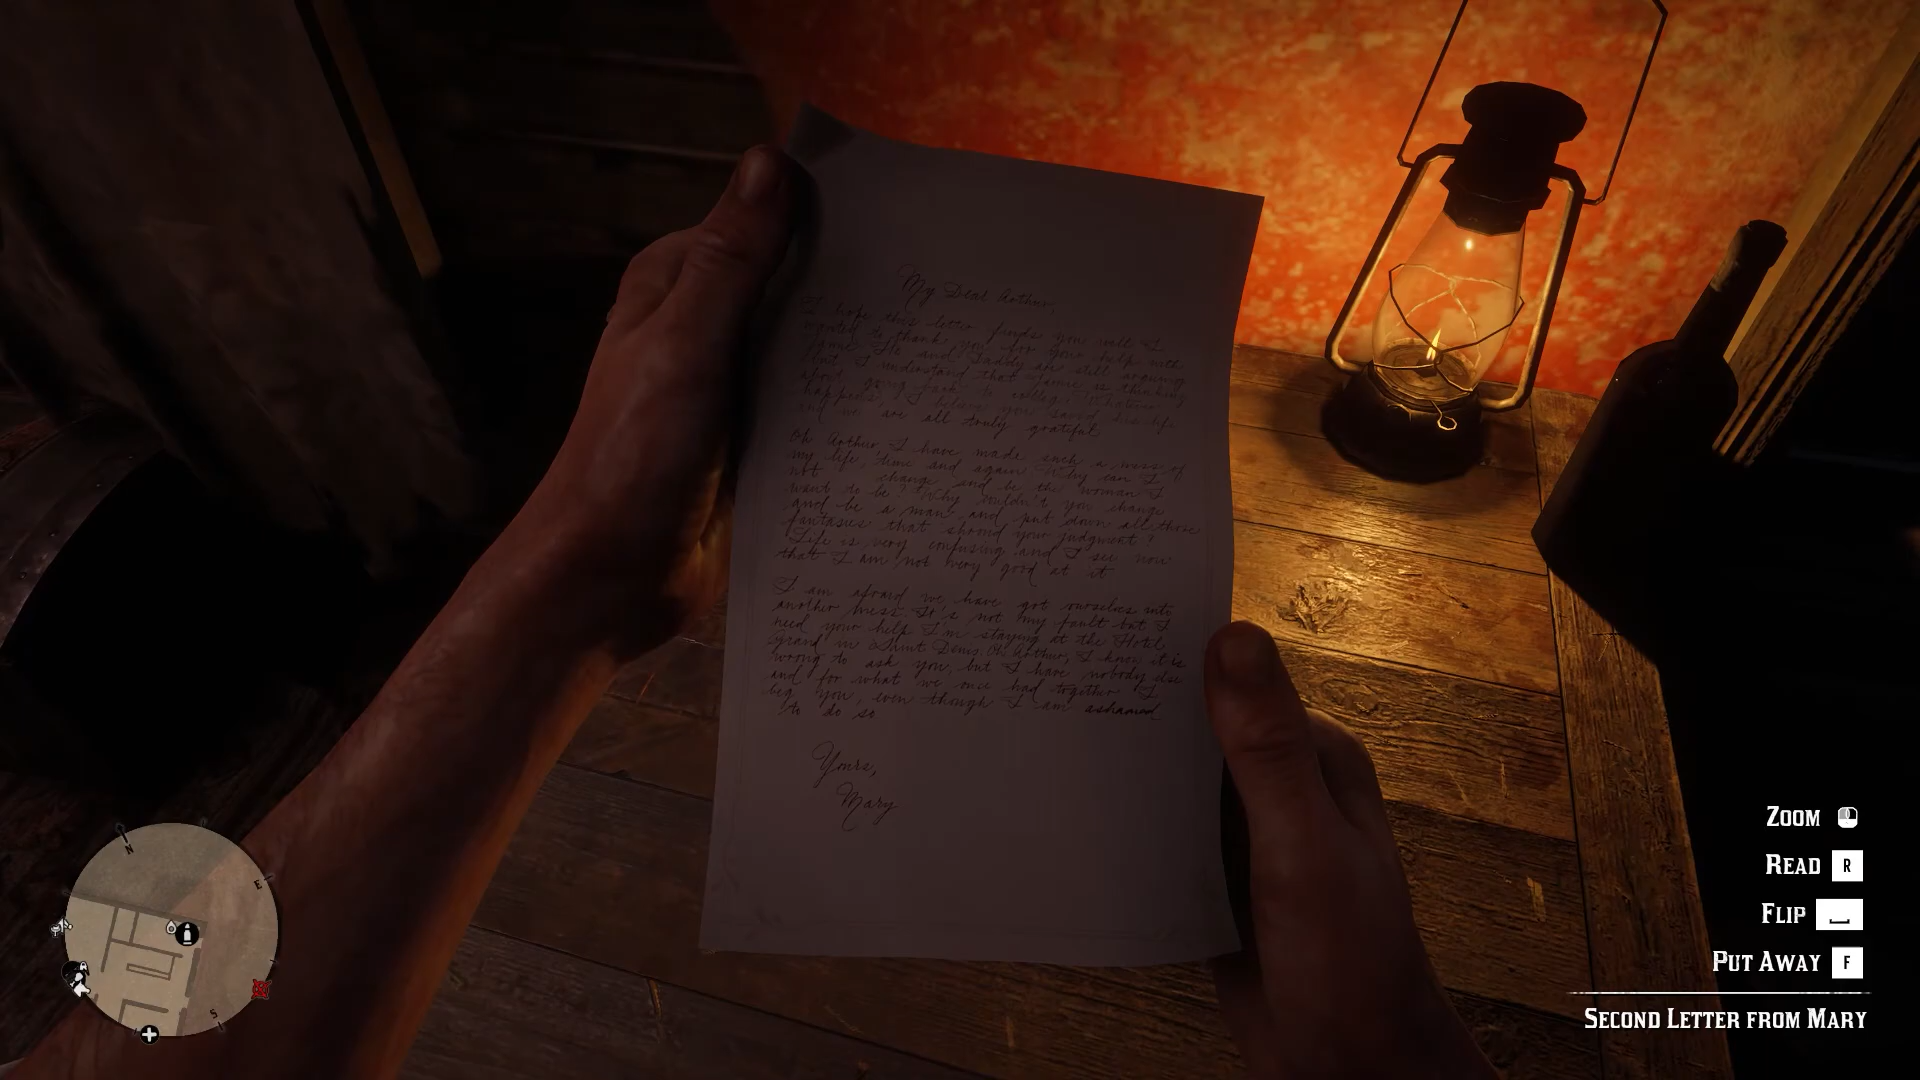 My Dear Arthur,
I hope this letter finds you well. I
wanted to thank you for your help with
Jamie. He and Daddy are still arguing
but I understand that Jamie is thinking
about going back to college. Whatever
happens, I believe you saved his life
and we are all truly grateful.
Oh Arthur, I have made such a mess of
my life, time and again. Why can I
not change and be the woman I
want to be? Why couldn't you change
and be a man and put down all those
fantasies that shroud your judgment?
Life is very confusing and I see now
that I am not very good at it
I am afraid we have got ourselves into
another mess. It's not my fault but I
need your help. I'm staying at the Hotel
grand in Saint Denis. Oh Arthur, I know it is
wrong to ask you, but I have nobody else
and for what we once had together I
beg you, even though I am ashamed
to do so
Yours,
Mary
N
E
S
ZOOM
READ R
FLIP
PUT AWAY F
SECOND LETTER FROM MARY